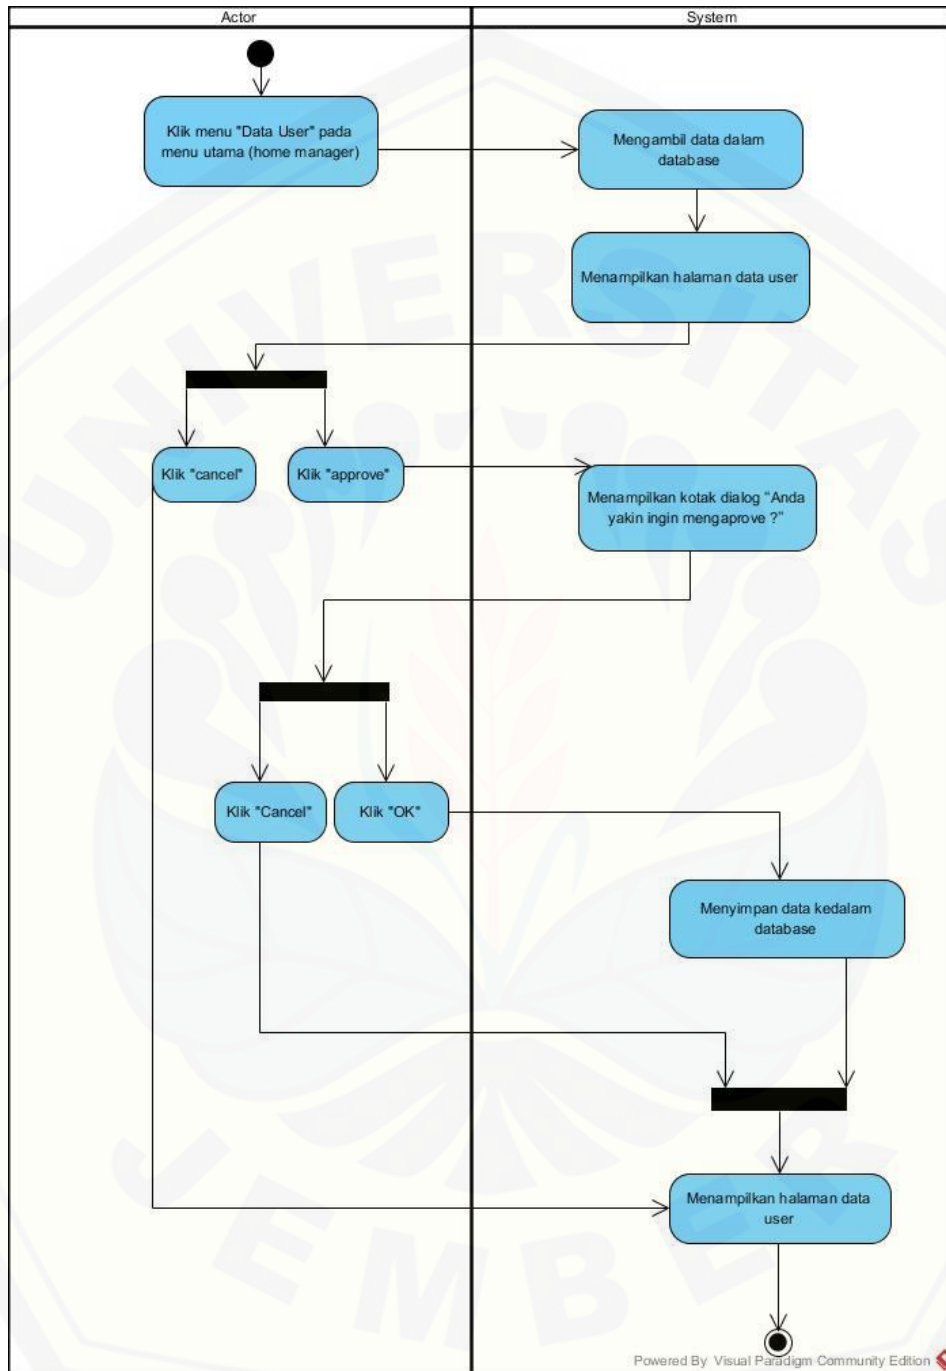 Actor
System
Klik menu "Data User" pada
menu utama (home manager)
Mengambil data dalam
database
Menampilkan halaman data user
Klik "cancel"
Klik "approve"
Menampilkan kotak dialog "Anda
yakin ingin mengaprove ?"
Klik "Cancel"
Klik "OK"
Menyimpan data kedalam
database
Menampilkan halaman data
user
UNIVERSITAS
JEMBER
Powered By Visual Paradigm Community Edition